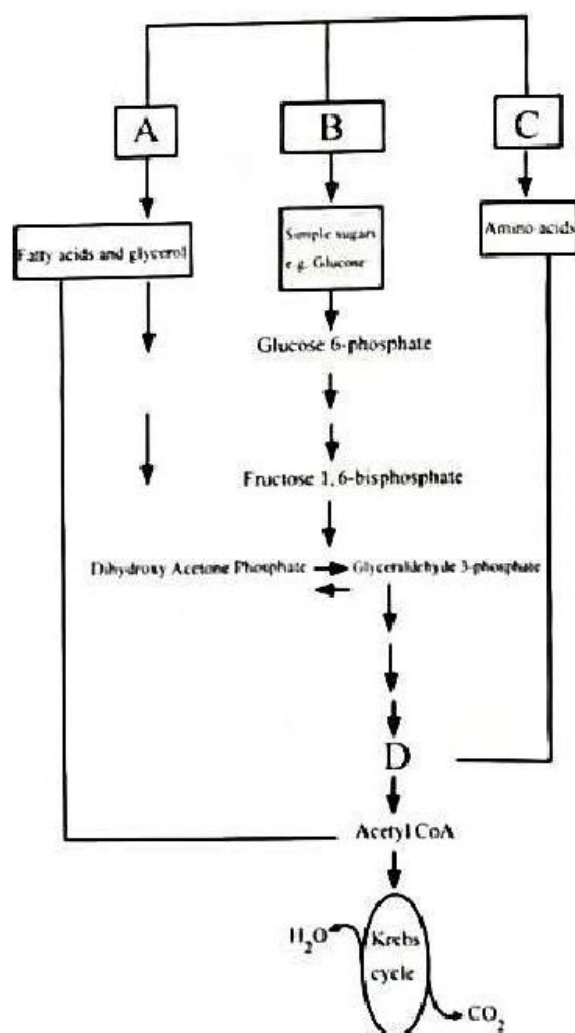 A
B
C
Fatty acids and glycerol
Simple sugars
e.g. Glucose
Amino acids
Glucose 6-phosphate
Fructose 1, 6-bisphosphate
Dihydroxy Acetone Phosphate
Glyceraldehyde 3-phosphate
D
Acetyl CoA
H₂O
Krebs
cycle
CO₂